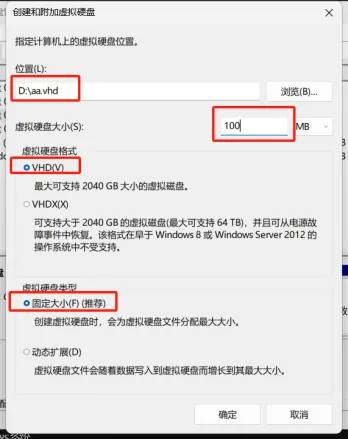 创建和附加虚拟硬盘
指定计算机上的虚拟硬盘位置。
位置(L):
D:\aa.vhd
浏览(B)...
虚拟硬盘大小(S):
100
MB
虚拟硬盘格式
VHD(V)
最大可支持 2040 GB 大小的虚拟磁盘。
VHDX(X)
可支持大于 2040 GB 的虚拟磁盘(最大可支持 64 TB)，并且可从电源故
障事件中恢复。该格式在早于 Windows 8 或 Windows Server 2012 的
操作系统中不受支持。
虚拟硬盘类型
固定大小(F) (推荐)
创建虚拟硬盘时，会为虚拟硬盘文件分配最大大小。
动态扩展(D)
虚拟硬盘文件会随着数据写入到虚拟硬盘而增长到其最大大小。
确定
取消